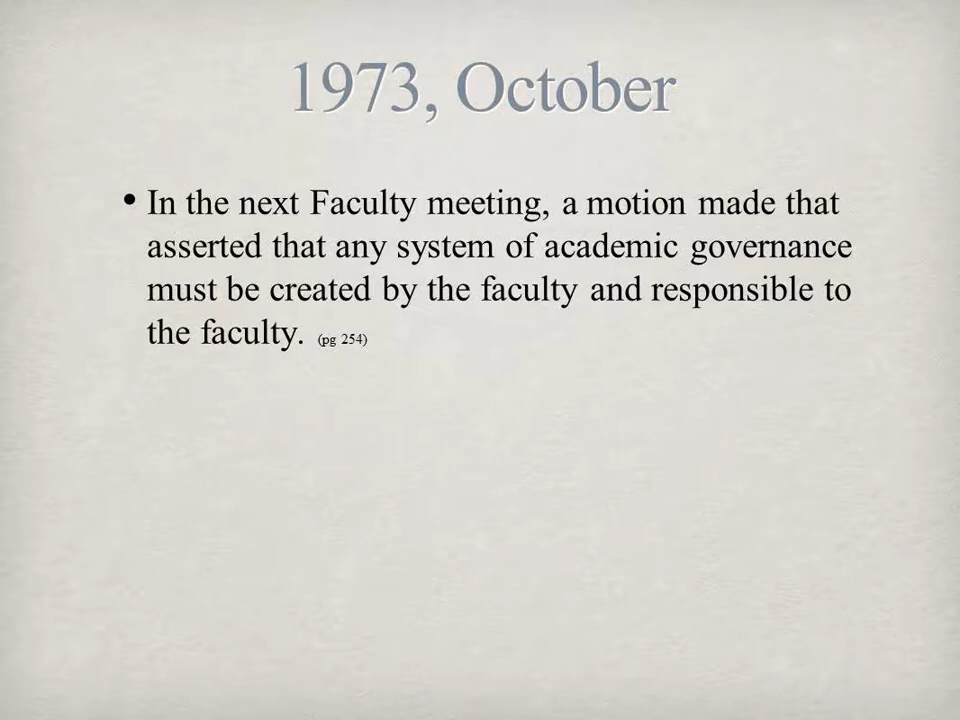 1973, October
• In the next Faculty meeting, a motion made that
asserted that any system of academic governance
must be created by the faculty and responsible to
the faculty. (pg 254)